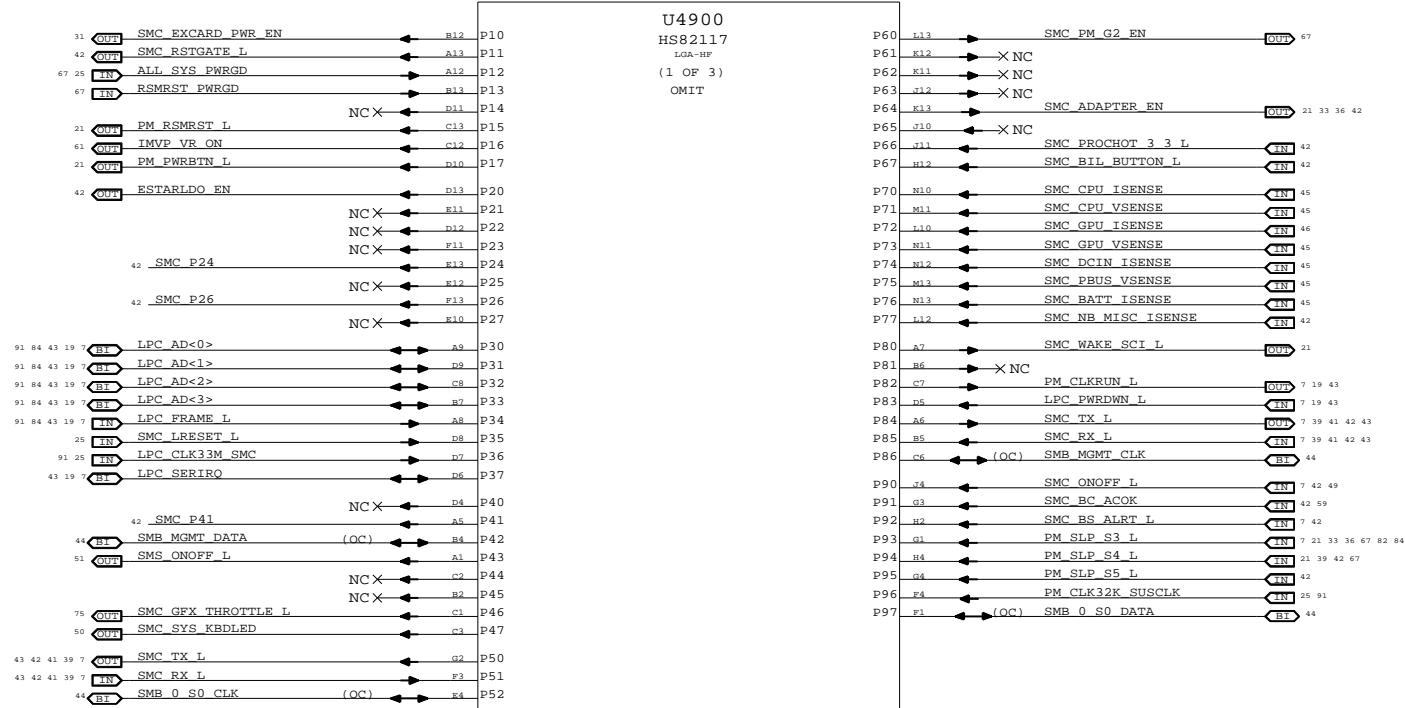 U4900
HS82117
LGA-HF
(1 OF 3)
OMIT
31 OUT SMC_EXCARD_PWR_EN B12 P10
42 OUT SMC_RSTGATE_L A13 P11
67 25 IN ALL_SYS_PWRGD A12 P12
67 IN RSMRST_PWRGD B13 P13
NC D11 P14
21 OUT PM_RSMRST_L C13 P15
61 OUT IMVP_VR_ON C12 P16
21 OUT PM_PWRBTN_L D10 P17
42 OUT ESTARLDO_EN D13 P20
NC E11 P21
NC D12 P22
NC F11 P23
42 SMC_P24 E13 P24
NC E12 P25
42 SMC_P26 F13 P26
NC E10 P27
91 84 43 19 7 BI LPC_AD<0> A9 P30
91 84 43 19 7 BI LPC_AD<1> D9 P31
91 84 43 19 7 BI LPC_AD<2> C8 P32
91 84 43 19 7 BI LPC_AD<3> B7 P33
91 84 43 19 7 IN LPC_FRAME_L A8 P34
25 IN SMC_LRESET_L D8 P35
91 25 IN LPC_CLK33M_SMC D7 P36
43 19 7 BI LPC_SERIRQ D6 P37
NC D4 P40
42 SMC_P41 A5 P41
44 BI SMB_MGMT_DATA (OC) B4 P42
51 OUT SMS_ONOFF_L A1 P43
NC C2 P44
NC B2 P45
75 OUT SMC_GFX_THROTTLE_L C1 P46
50 OUT SMC_SYS_KBDLED C3 P47
43 42 41 39 7 OUT SMC_TX_L G2 P50
43 42 41 39 7 IN SMC_RX_L F3 P51
44 BI SMB_0_S0_CLK (OC) E4 P52
P60 L13 SMC_PM_G2_EN OUT 67
P61 K12 NC
P62 K11 NC
P63 J12 NC
P64 K13 SMC_ADAPTER_EN OUT 21 33 36 42
P65 J10 NC
P66 J11 SMC_PROCHOT_3_3_L IN 42
P67 H12 SMC_BIL_BUTTON_L IN 42
P70 N10 SMC_CPU_ISENSE IN 45
P71 M11 SMC_CPU_VSENSE IN 45
P72 L10 SMC_GPU_ISENSE IN 46
P73 N11 SMC_GPU_VSENSE IN 45
P74 N12 SMC_DCIN_ISENSE IN 45
P75 M13 SMC_PBUS_VSENSE IN 45
P76 N13 SMC_BATT_ISENSE IN 45
P77 L12 SMC_NB_MISC_ISENSE IN 42
P80 A7 SMC_WAKE_SCI_L OUT 21
P81 B6 NC
P82 C7 PM_CLKRUN_L OUT 7 19 43
P83 D5 LPC_PWRDWN_L IN 7 19 43
P84 A6 SMC_TX_L OUT 7 39 41 42 43
P85 B5 SMC_RX_L IN 7 39 41 42 43
P86 C6 (OC) SMB_MGMT_CLK BI 44
P90 J4 SMC_ONOFF_L IN 7 42 49
P91 G3 SMC_BC_ACOK IN 42 59
P92 H2 SMC_BS_ALRT_L IN 7 42
P93 G1 PM_SLP_S3_L IN 7 21 33 36 67 82 84
P94 H4 PM_SLP_S4_L IN 21 39 42 67
P95 G4 PM_SLP_S5_L IN 42
P96 F4 PM_CLK32K_SUSCLK IN 25 91
P97 F1 (OC) SMB_0_S0_DATA BI 44